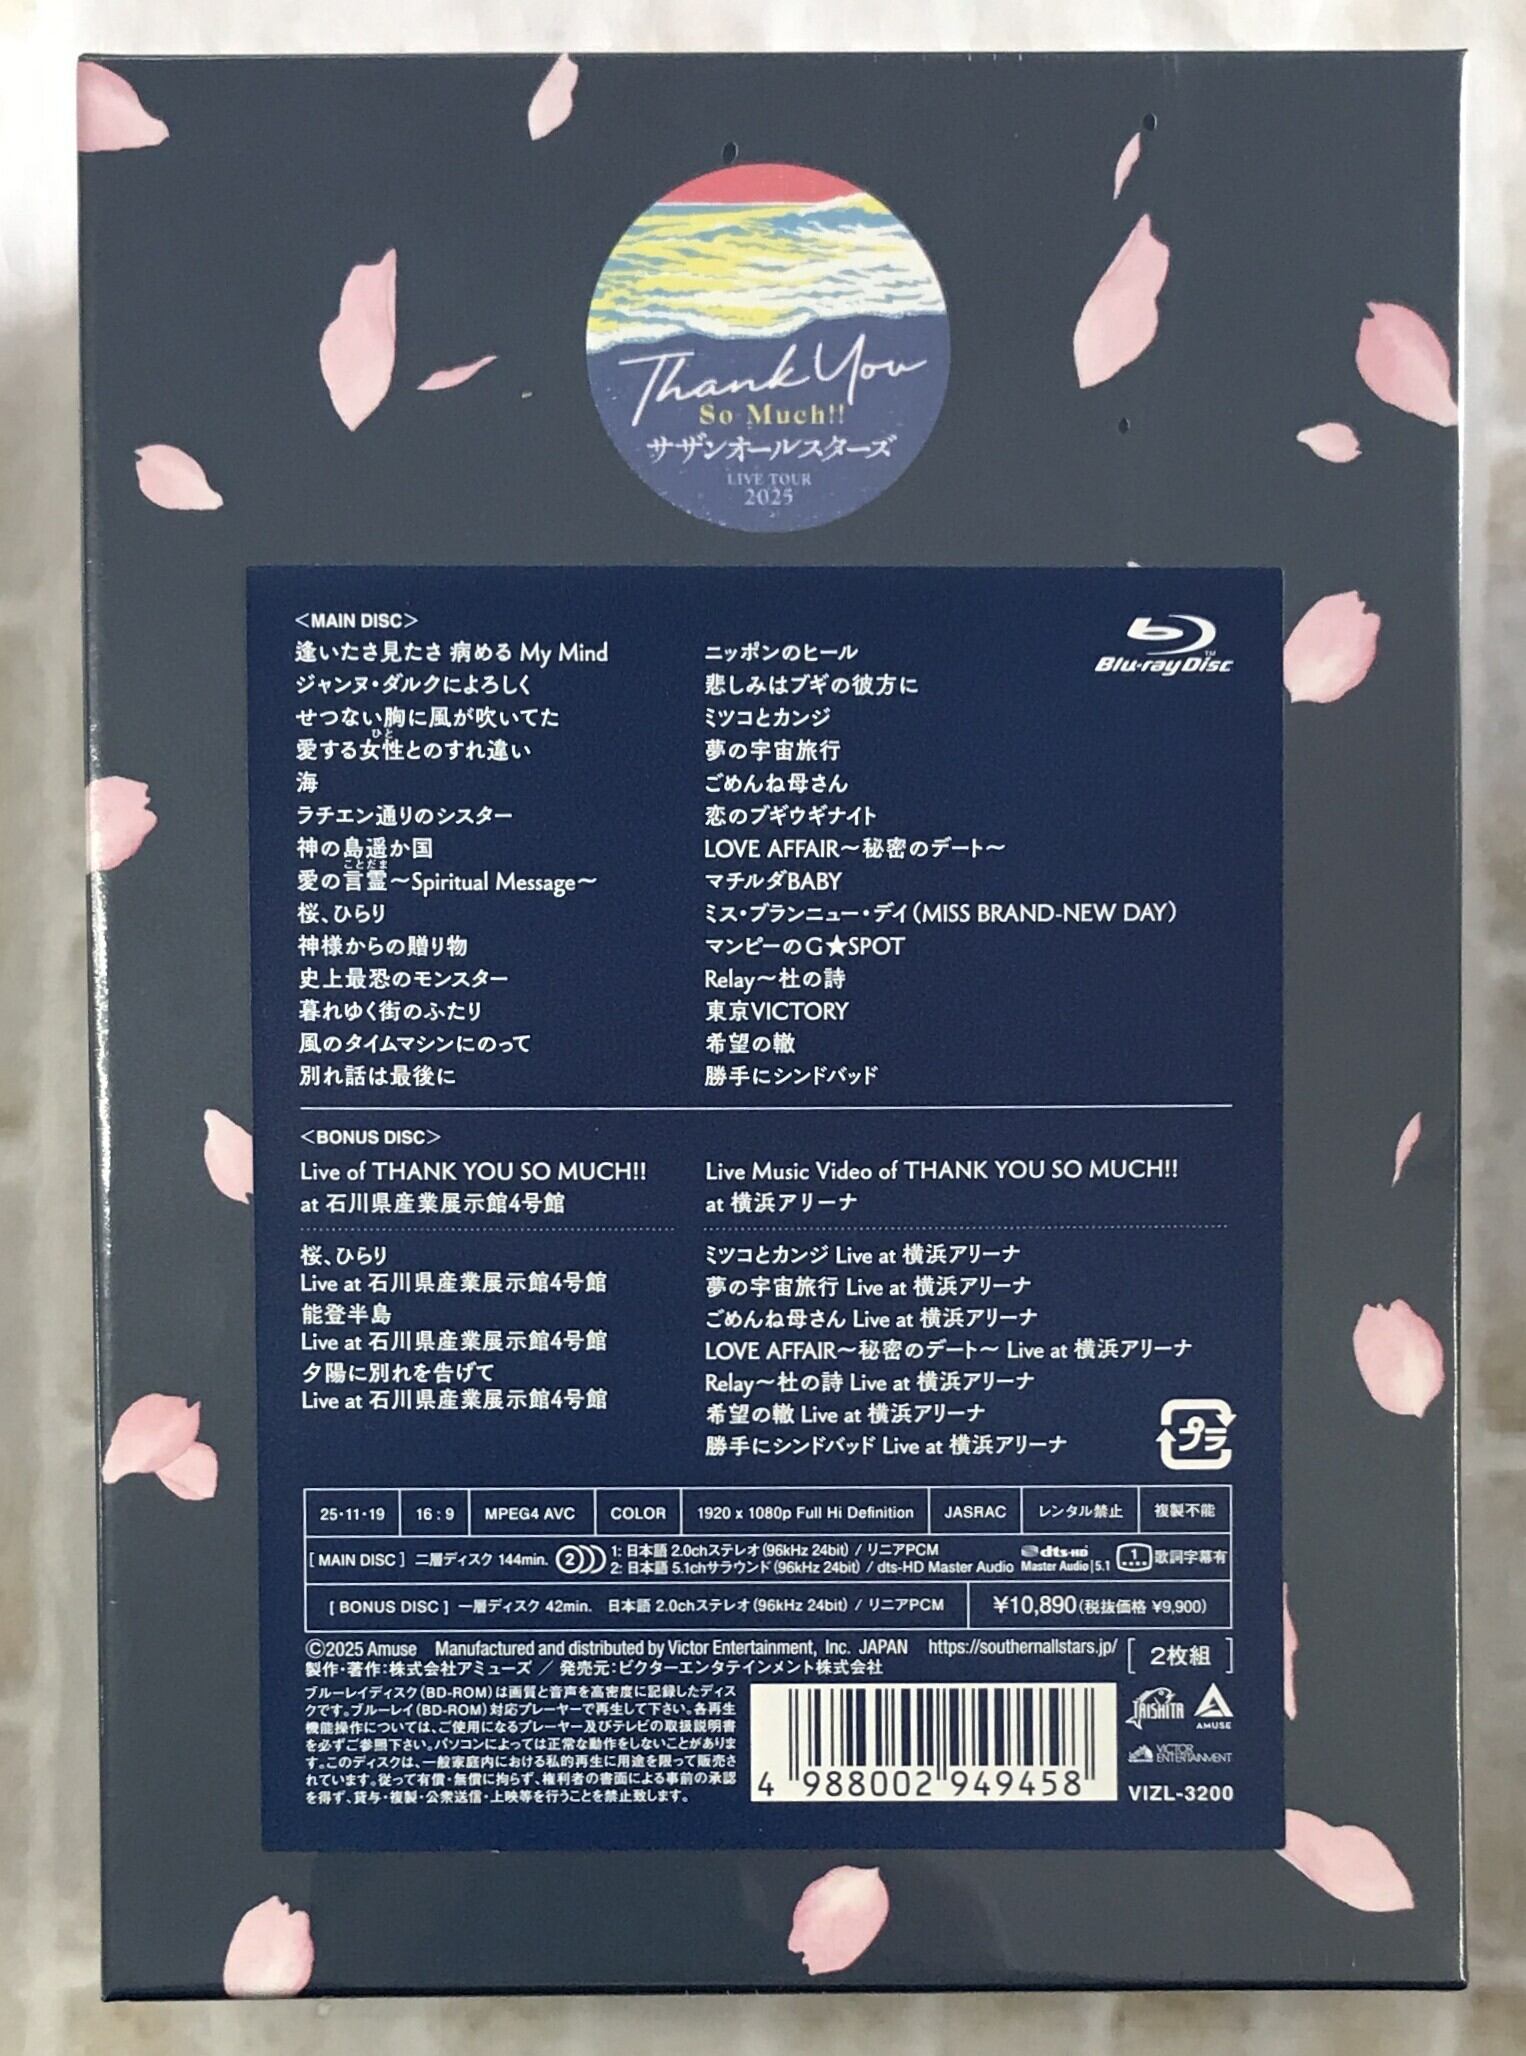 Thank You
So Much!!
サザンオールスターズ
LIVE TOUR
2025
<MAIN DISC>
逢いたさ見たさ 病める My Mind
ジャンヌ・ダルクによろしく
せつない胸に風が吹いてた
ひと
愛する女性とのすれ違い
海
ラチエン通りのシスター
神の島遥か国
ことだま
愛の言霊～Spiritual Message～
桜、ひらり
神様からの贈り物
史上最恐のモンスター
暮れゆく街のふたり
風のタイムマシンにのって
別れ話は最後に
ニッポンのヒール
悲しみはブギの彼方に
ミツコとカンジ
夢の宇宙旅行
ごめんね母さん
恋のブギウギナイト
LOVE AFFAIR～秘密のデート～
マチルダBABY
ミス・ブランニュー・デイ（MISS BRAND-NEW DAY）
マンピーのG★SPOT
Relay～杜の詩
東京VICTORY
希望の轍
勝手にシンドバッド
Blu-ray Disc™
<BONUS DISC>
Live of THANK YOU SO MUCH!!
at 石川県産業展示館4号館
桜、ひらり
Live at 石川県産業展示館4号館
能登半島
Live at 石川県産業展示館4号館
夕陽に別れを告げて
Live at 石川県産業展示館4号館
Live Music Video of THANK YOU SO MUCH!!
at 横浜アリーナ
ミツコとカンジ Live at 横浜アリーナ
夢の宇宙旅行 Live at 横浜アリーナ
ごめんね母さん Live at 横浜アリーナ
LOVE AFFAIR～秘密のデート～ Live at 横浜アリーナ
Relay～杜の詩 Live at 横浜アリーナ
希望の轍 Live at 横浜アリーナ
勝手にシンドバッド Live at 横浜アリーナ
プラ
25・11・19 16：9 MPEG4 AVC COLOR 1920 x 1080p Full Hi Definition JASRAC レンタル禁止 複製不能
[ MAIN DISC ] 二層ディスク 144min. 2 1: 日本語 2.0chステレオ（96kHz 24bit）/ リニアPCM
2: 日本語 5.1chサラウンド（96kHz 24bit）/ dts-HD Master Audio dts-HD Master Audio 5.1 1 歌詞字幕有
[ BONUS DISC ] 一層ディスク 42min. 日本語 2.0chステレオ（96kHz 24bit）/ リニアPCM ¥10,890（税抜価格 ¥9,900）
©2025 Amuse Manufactured and distributed by Victor Entertainment, Inc. JAPAN https://southernallstars.jp/
製作・著作：株式会社アミューズ ／ 発売元：ビクターエンタテインメント株式会社
[ 2枚組 ]
ブルーレイディスク（BD-ROM）は画質と音声を高密度に記録したディス
クです。ブルーレイ（BD-ROM）対応プレーヤーで再生して下さい。各再生
機能操作については、ご使用になるプレーヤー及びテレビの取扱説明書
を必ずご参照下さい。パソコンによっては正常な動作をしないことがありま
す。このディスクは、一般家庭内における私的再生に用途を限って販売さ
れています。従って有償・無償に拘らず、権利者の書面による事前の承認
を得ず、貸与・複製・公衆送信・上映等を行うことを禁止致します。
4 988002 949458
TAISHITA
AMUSE
VICTOR ENTERTAINMENT
VIZL-3200